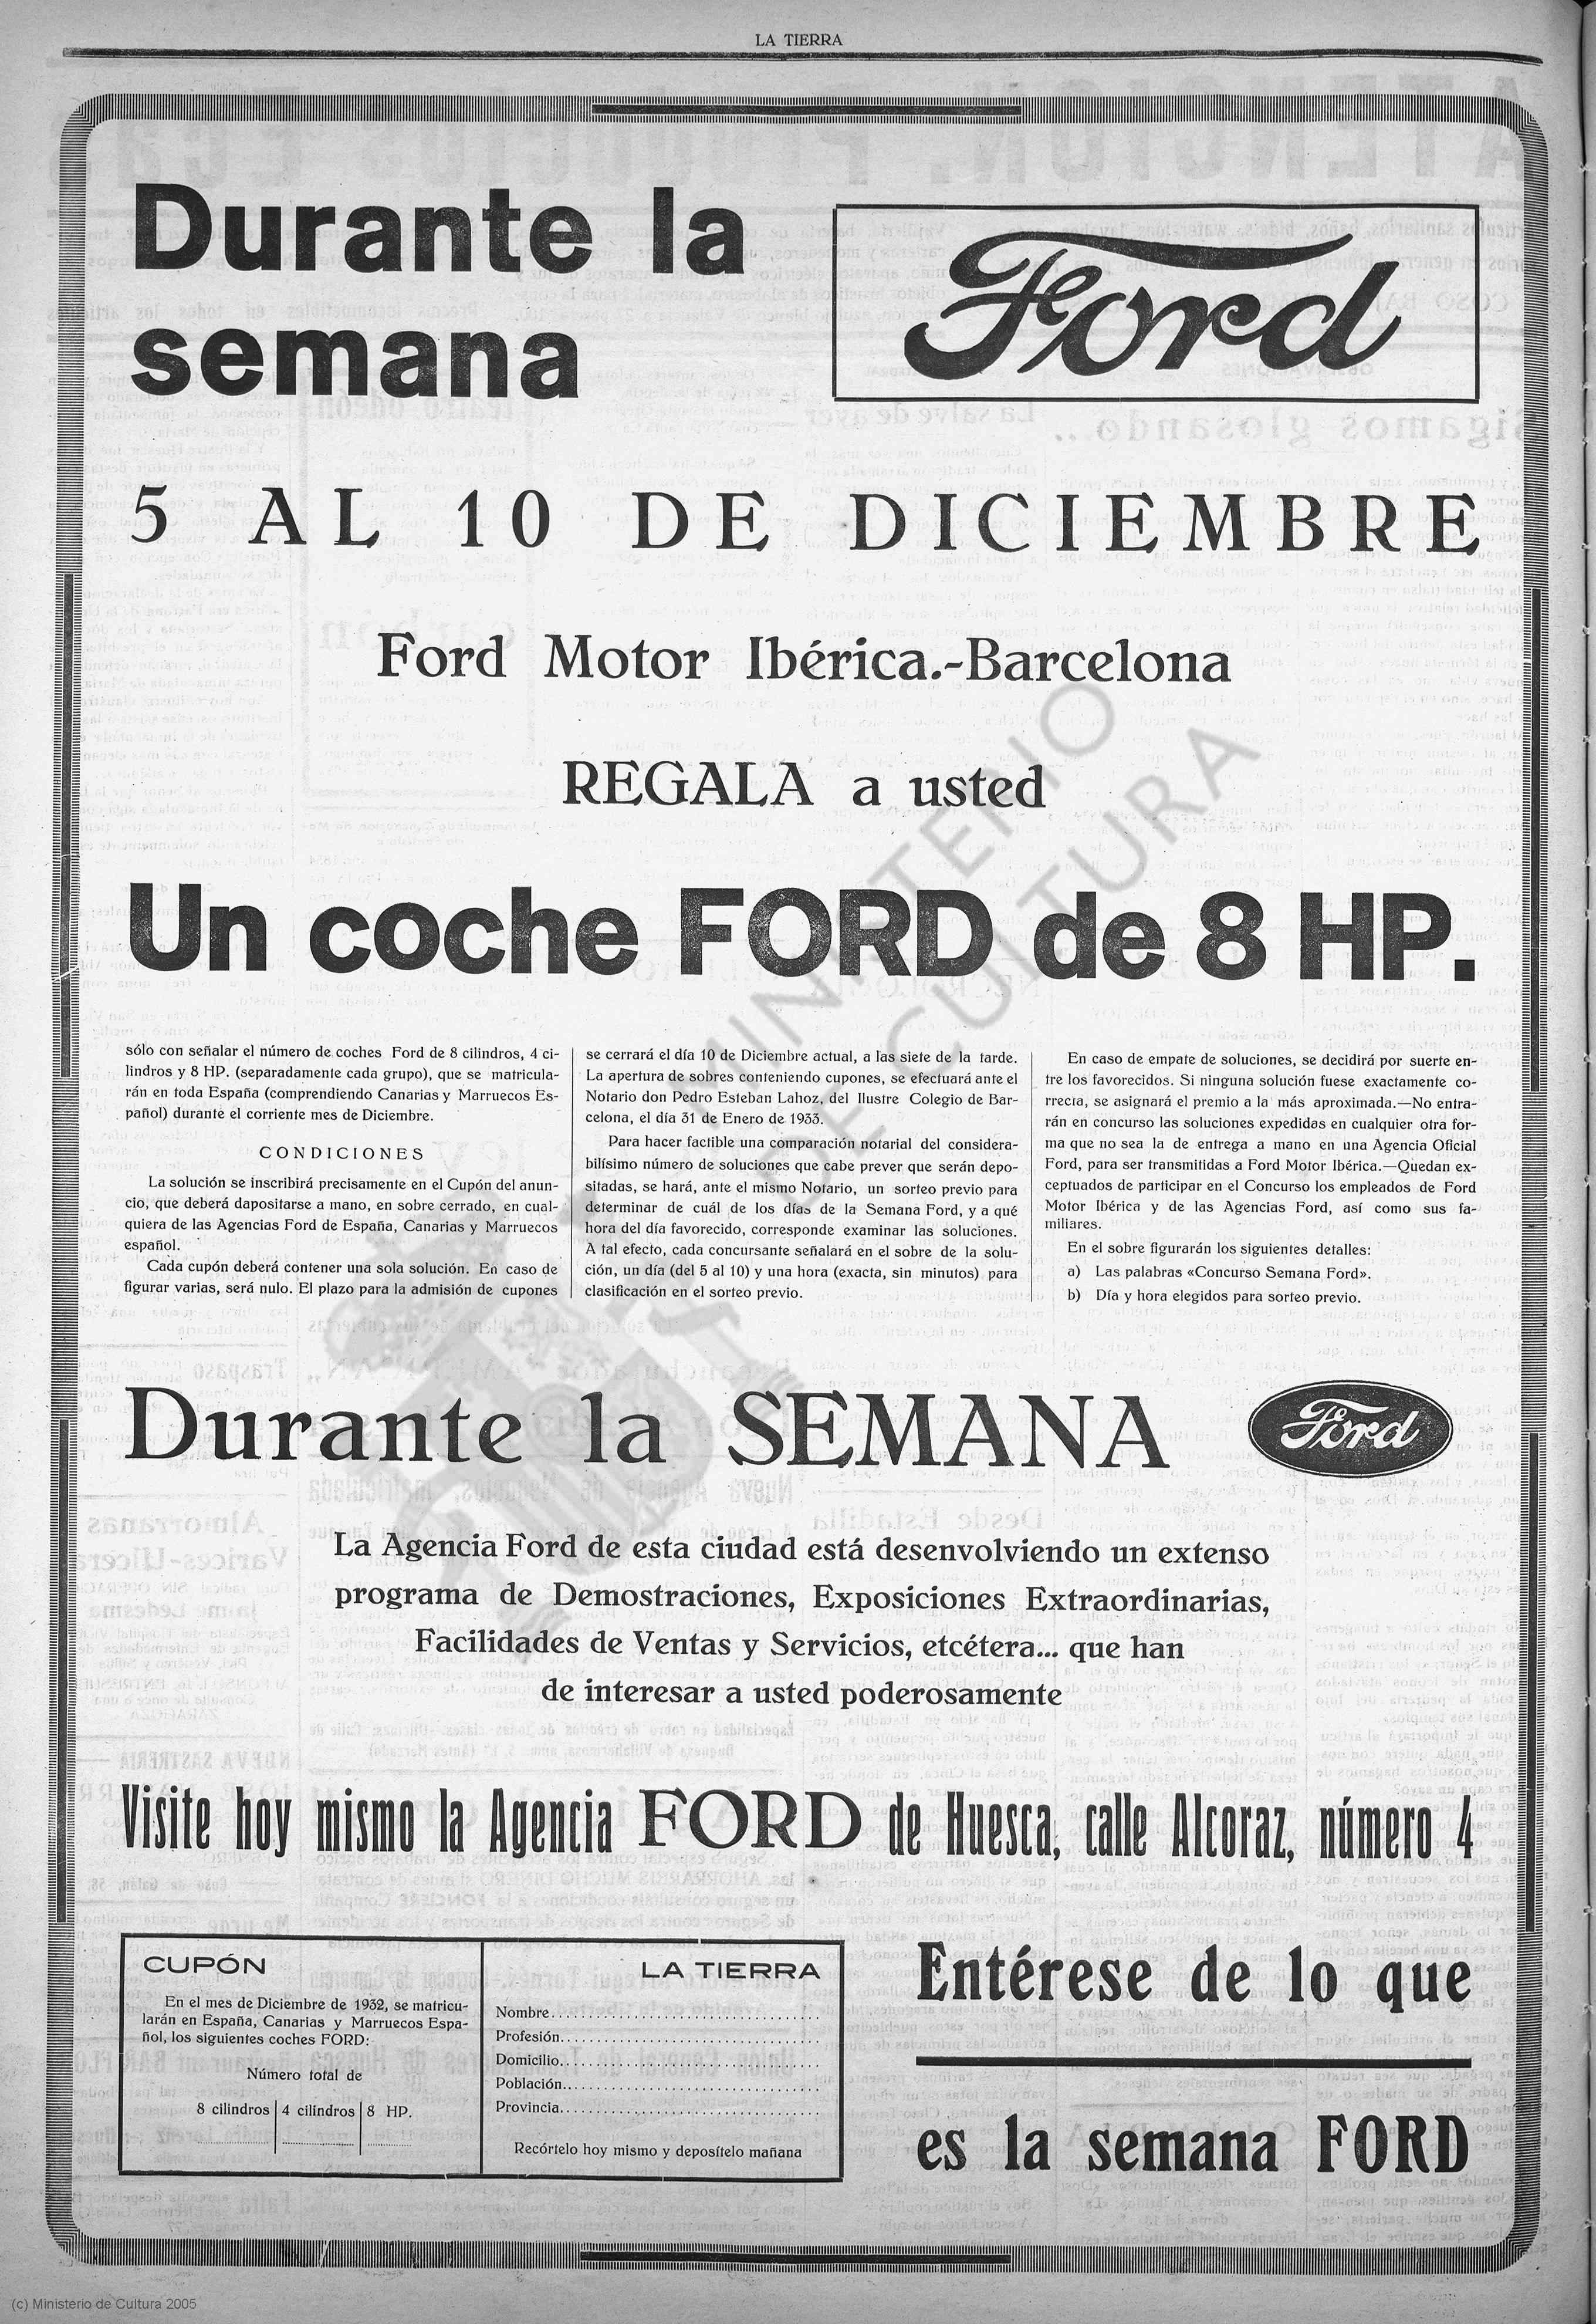 LA TIERRA
Durante la
semana
Ford
5 AL 10 DE DICIEMBRE
Ford Motor Ibérica.-Barcelona
REGALA a usted
Un coche FORD de 8 HP.
sólo con señalar el número de coches Ford de 8 cilindros, 4 ci-
lindros y 8 HP. (separadamente cada grupo), que se matricula-
rán en toda España (comprendiendo Canarias y Marruecos Es-
pañol) durante el corriente mes de Diciembre.
CONDICIONES
La solución se inscribirá precisamente en el Cupón del anun-
cio, que deberá dapositarse a mano, en sobre cerrado, en cual-
quiera de las Agencias Ford de España, Canarias y Marruecos
español.
Cada cupón deberá contener una sola solución. En caso de
figurar varias, será nulo. El plazo para la admisión de cupones
se cerrará el día 10 de Diciembre actual, a las siete de la tarde.
La apertura de sobres conteniendo cupones, se efectuará ante el
Notario don Pedro Esteban Lahoz, del Ilustre Colegio de Bar-
celona, el día 31 de Enero de 1933.
Para hacer factible una comparación notarial del considera-
bilísimo número de soluciones que cabe prever que serán depo-
sitadas, se hará, ante el mismo Notario, un sorteo previo para
determinar de cuál de los días de la Semana Ford, y a qué
hora del día favorecido, corresponde examinar las soluciones.
A tal efecto, cada concursante señalará en el sobre de la solu-
ción, un día (del 5 al 10) y una hora (exacta, sin minutos) para
clasificación en el sorteo previo.
En caso de empate de soluciones, se decidirá por suerte en-
tre los favorecidos. Si ninguna solución fuese exactamente co-
rrecta, se asignará el premio a la más aproximada.—No entra-
rán en concurso las soluciones expedidas en cualquier otra for-
ma que no sea la de entrega a mano en una Agencia Oficial
Ford, para ser transmitidas a Ford Motor Ibérica.—Quedan ex-
ceptuados de participar en el Concurso los empleados de Ford
Motor Ibérica y de las Agencias Ford, así como sus fa-
miliares.
En el sobre figurarán los siguientes detalles:
a) Las palabras «Concurso Semana Ford».
b) Día y hora elegidos para sorteo previo.
Durante la SEMANA Ford
La Agencia Ford de esta ciudad está desenvolviendo un extenso
programa de Demostraciones, Exposiciones Extraordinarias,
Facilidades de Ventas y Servicios, etcétera... que han
de interesar a usted poderosamente
Visite hoy mismo la Agencia FORD de Huesca, calle Alcoraz, número 4
CUPÓN
En el mes de Diciembre de 1932, se matricu-
larán en España, Canarias y Marruecos Espa-
ñol, los siguientes coches FORD:
Número total de
8 cilindros 4 cilindros 8 HP.
LA TIERRA
Nombre
Profesión
Domicilio
Población
Provincia
Recórtelo hoy mismo y deposítelo mañana
Entérese de lo que
es la semana FORD
MINISTERIO
DE CULTURA
(c) Ministerio de Cultura 2005